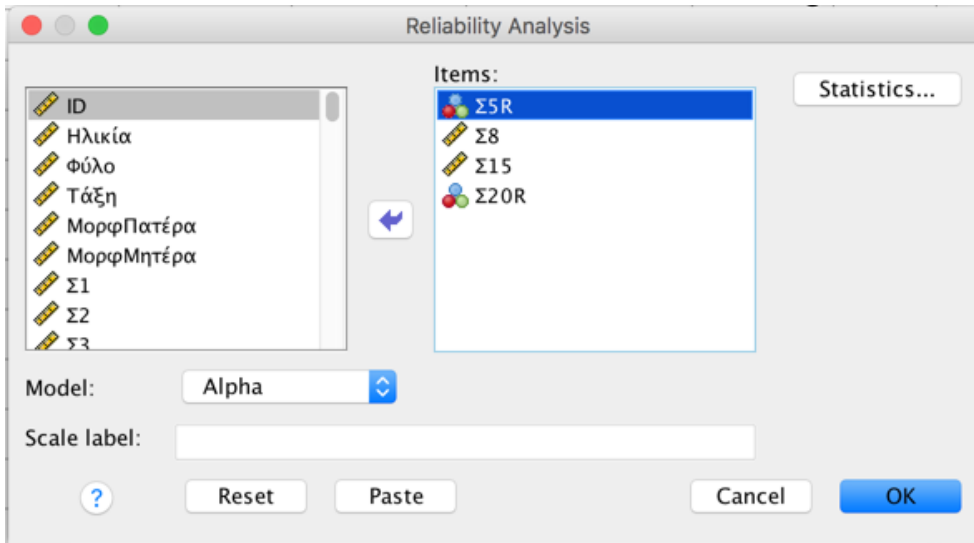 Reliability Analysis
Items:
Statistics...
ID
Ηλικία
Φύλο
Τάξη
ΜορφΠατέρα
ΜορφΜητέρα
Σ1
Σ2
Σ3
Σ5R
Σ8
Σ15
Σ20R
Model: Alpha
Scale label:
? Reset Paste Cancel OK